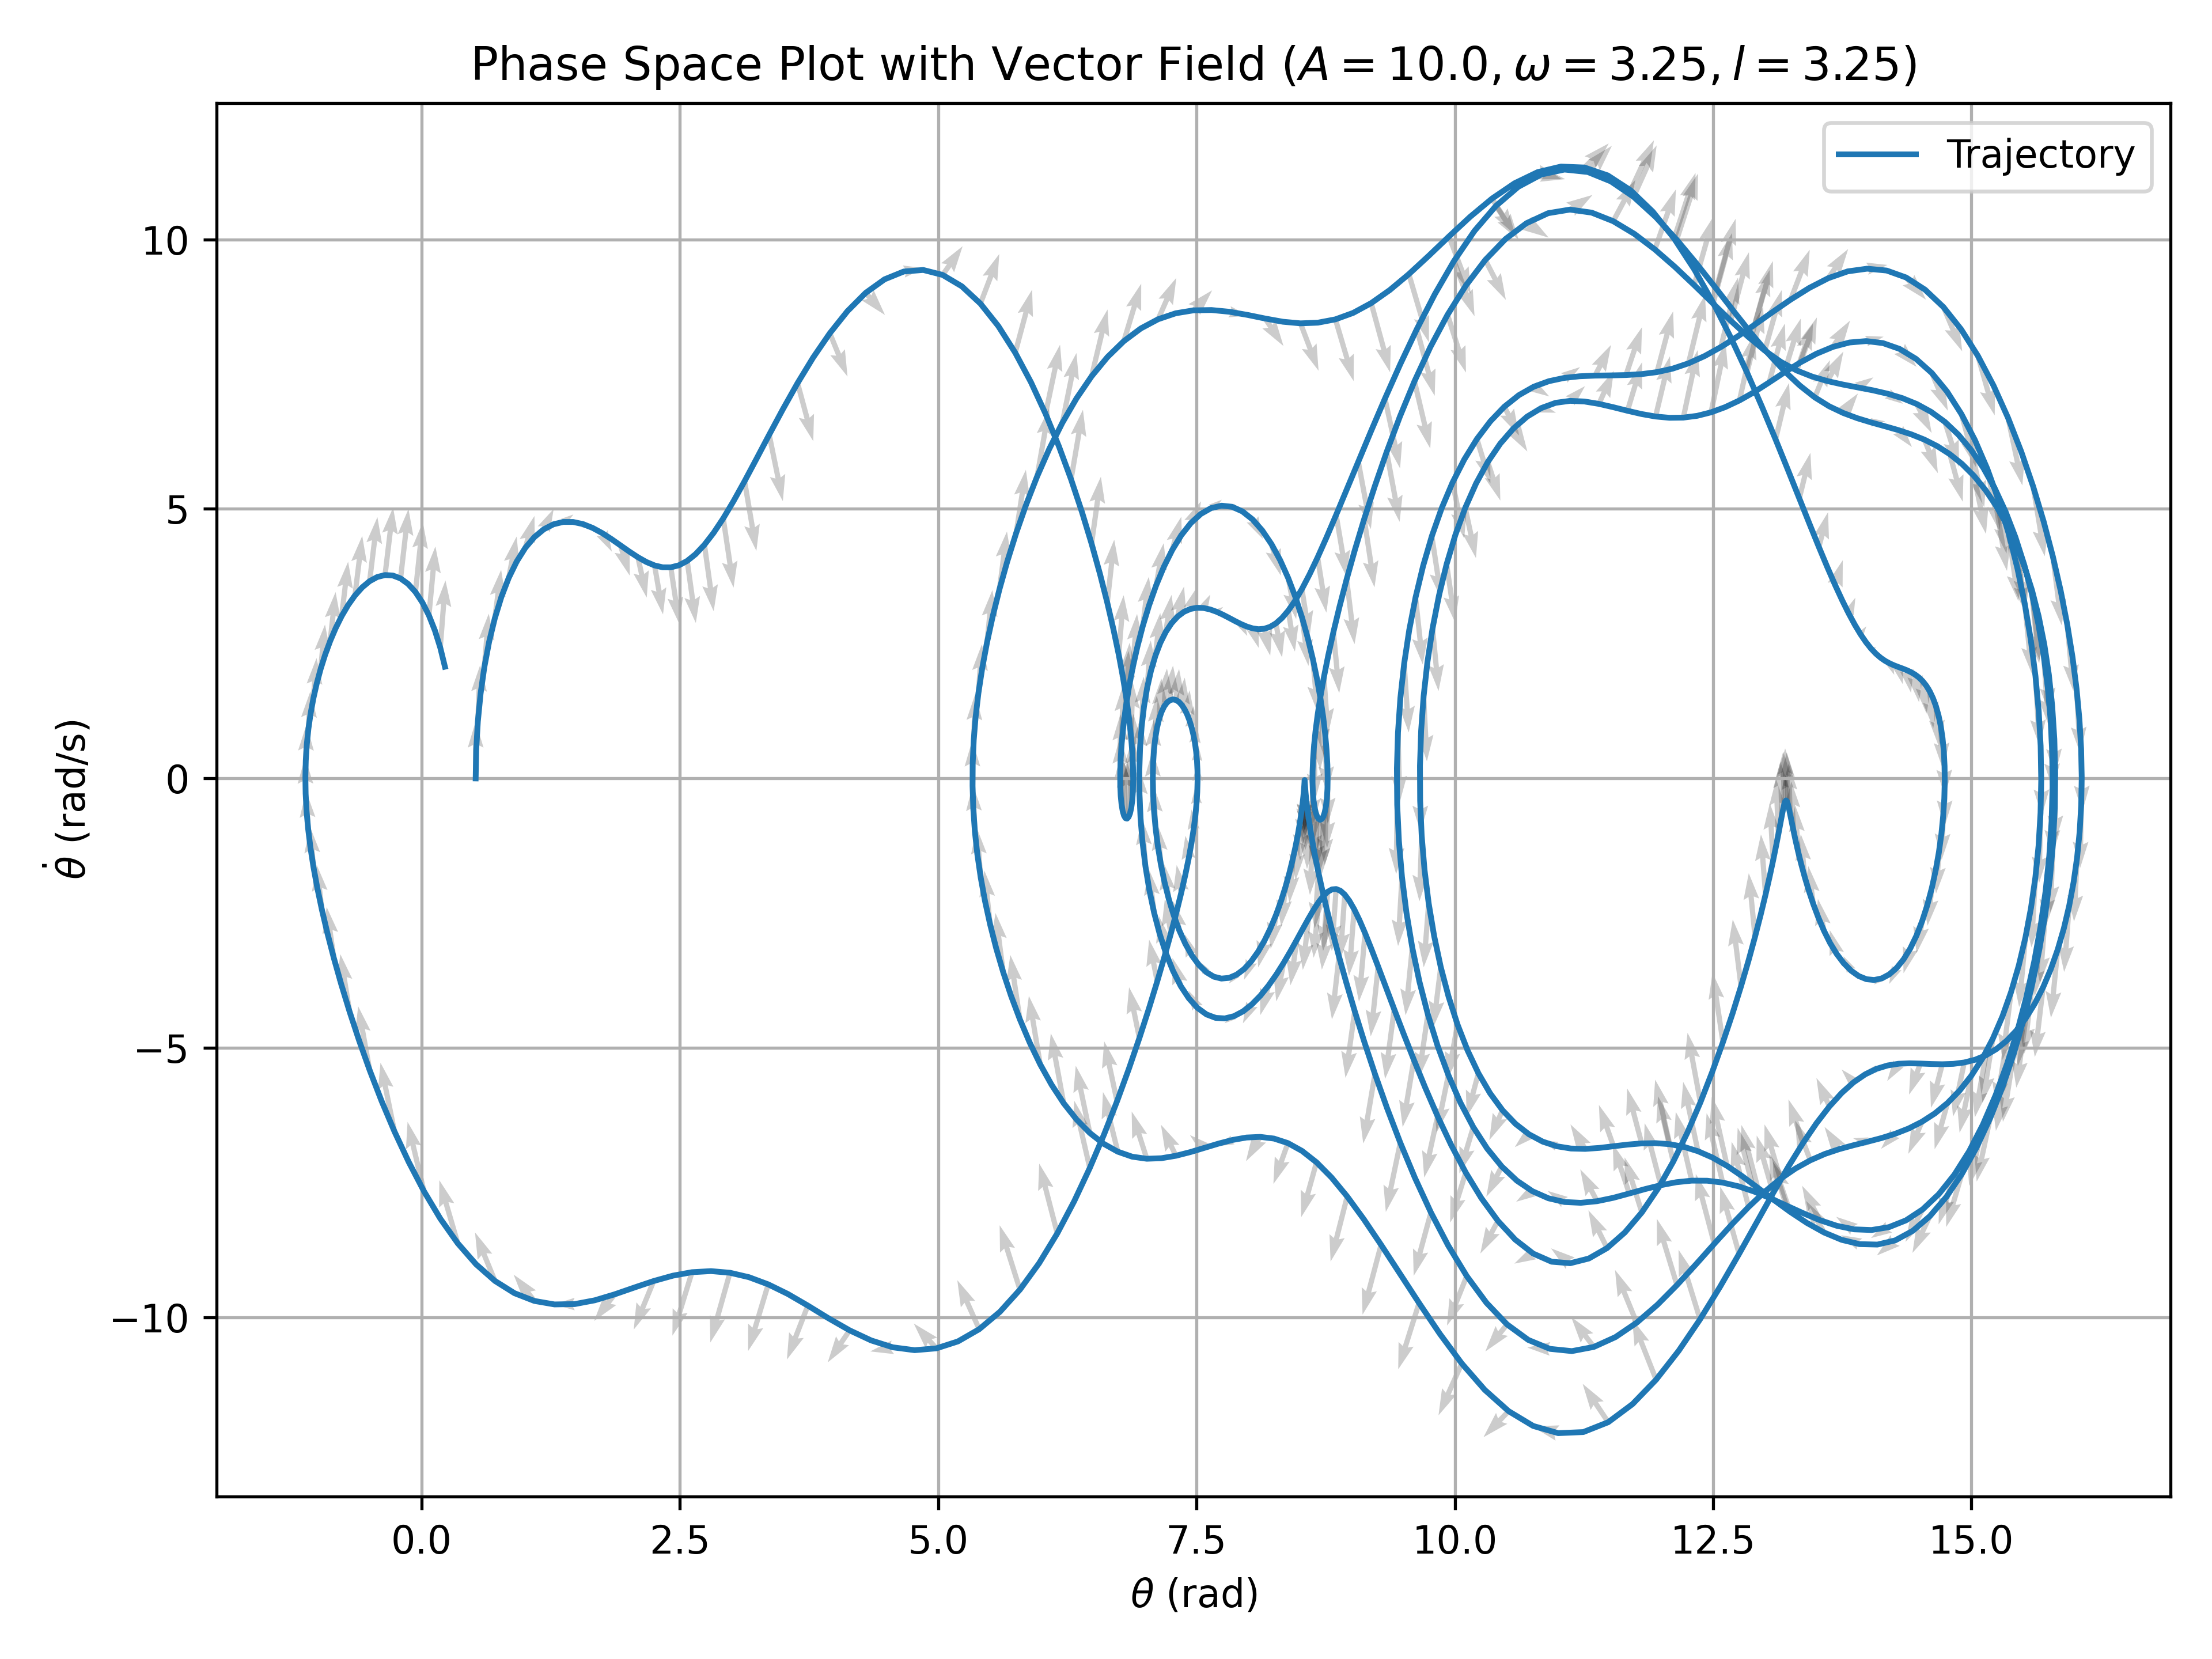 Phase Space Plot with Vector Field (A = 10.0, ω = 3.25, l = 3.25)
Trajectory
10
5
0
−5
−10
θ̇ (rad/s)
0.0 2.5 5.0 7.5 10.0 12.5 15.0
θ (rad)